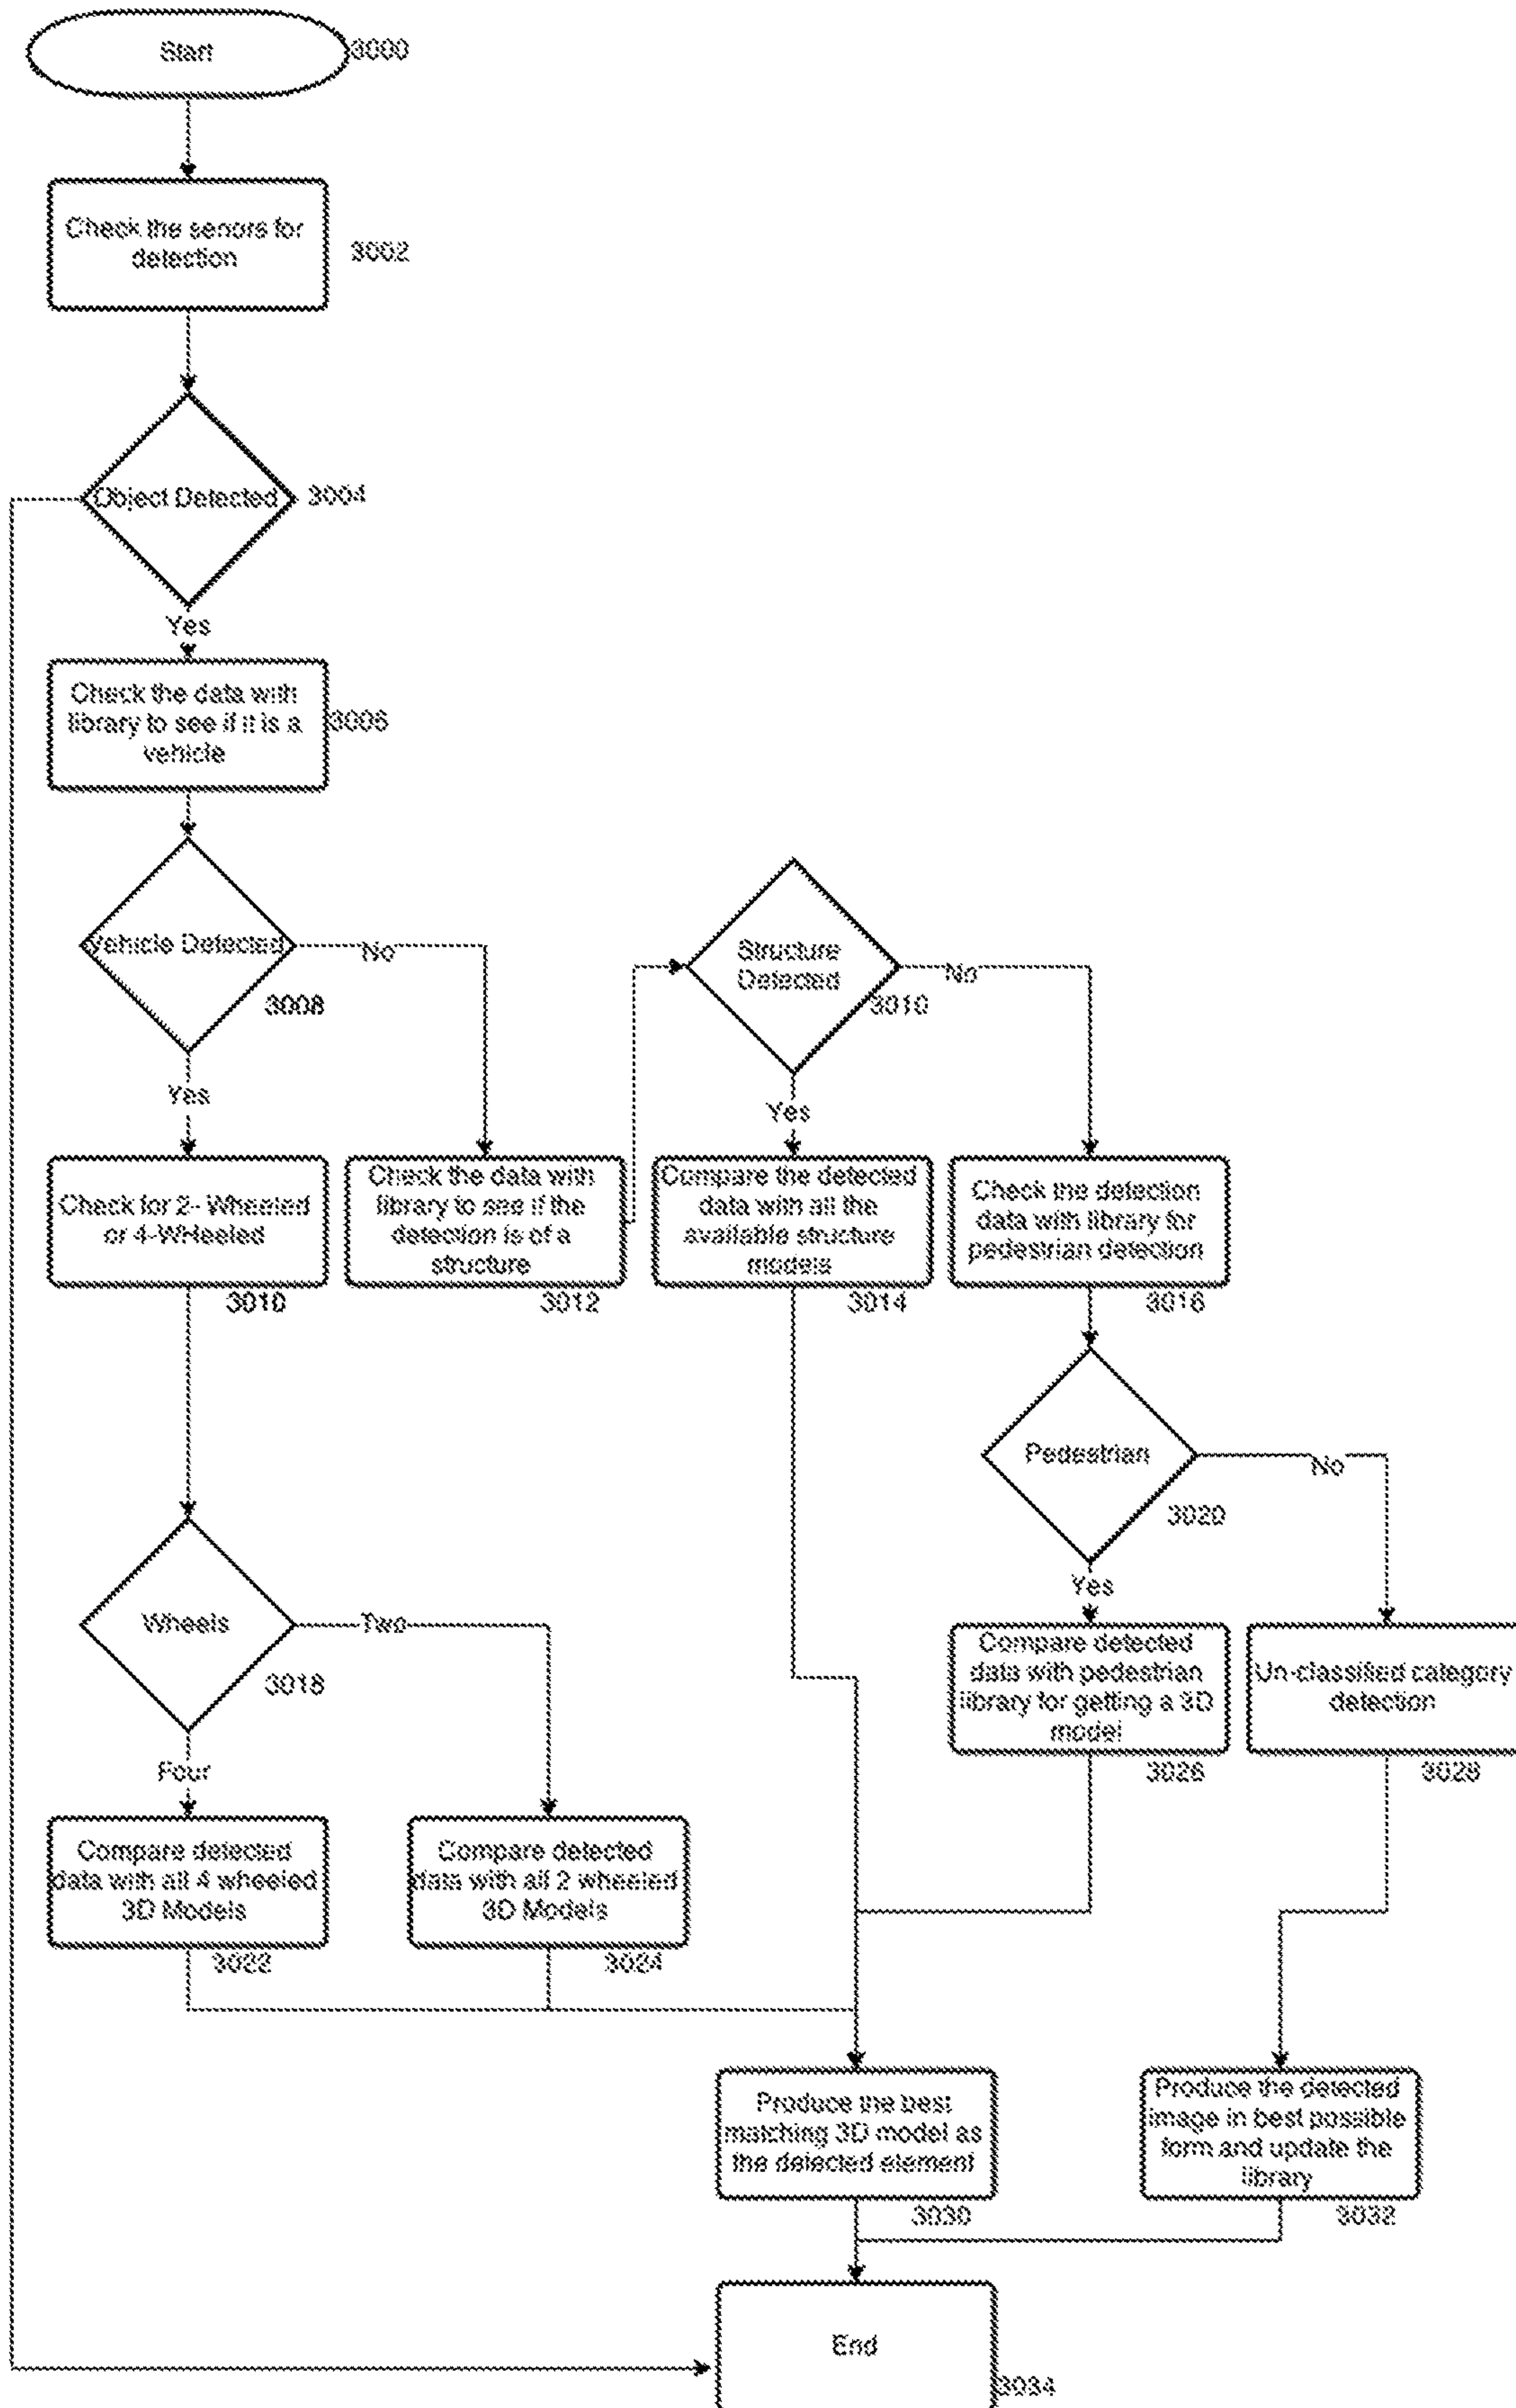 Start
3000
Check the senors for
detection
3002
Object Detected
3004
Yes
Check the data with
library to see if it is a
vehicle
3006
Vehicle Detected
No
3008
Yes
Structure
Detected
No
3010
Yes
Check for 2- Wheeled
or 4-WHeeled
3010
Check the data with
library to see if the
detection is of a
structure
3012
Compare the detected
data with all the
available structure
models
3014
Check the detection
data with library for
pedestrian detection
3016
Pedestrian
No
3020
Yes
Wheels
Two
3018
Four
Compare detected
data with pedestrian
library for getting a 3D
model
3026
Un-classified category
detection
3028
Compare detected
data with all 4 wheeled
3D Models
3022
Compare detected
data with all 2 wheeled
3D Models
3024
Produce the best
matching 3D model as
the detected element
3030
Produce the detected
image in best possible
form and update the
library
3032
End
3034